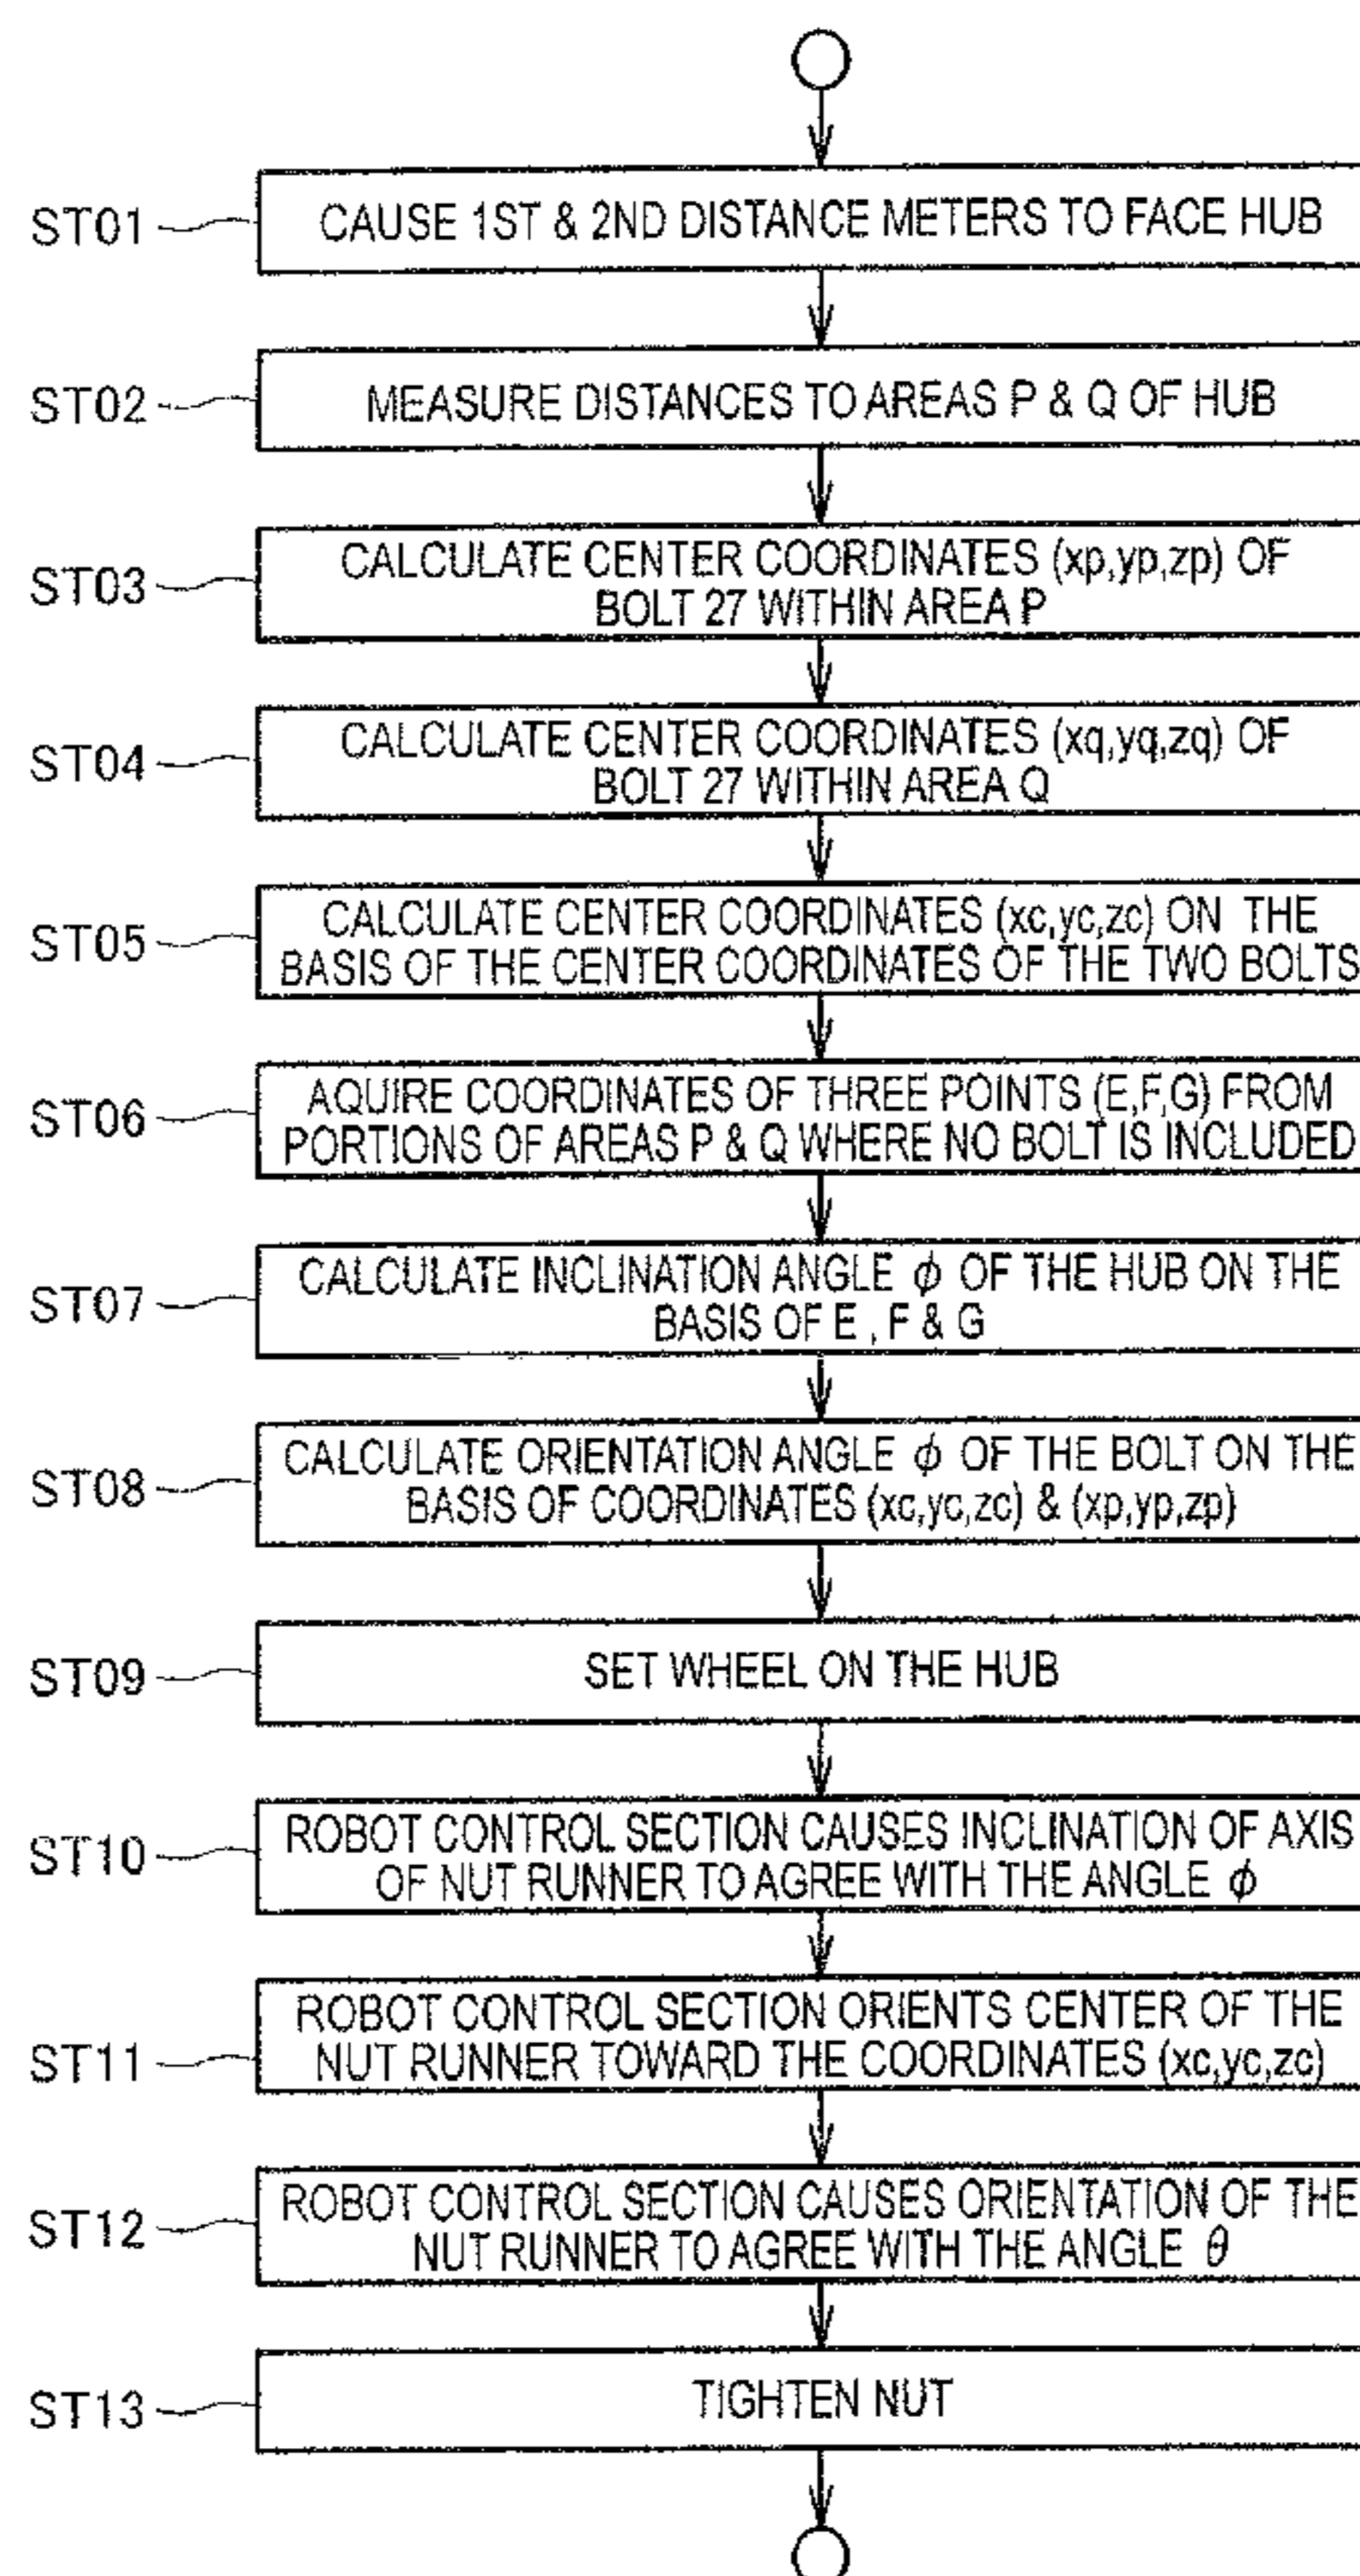 ST01
CAUSE 1ST & 2ND DISTANCE METERS TO FACE HUB
ST02
MEASURE DISTANCES TO AREAS P & Q OF HUB
ST03
CALCULATE CENTER COORDINATES (xp,yp,zp) OF
BOLT 27 WITHIN AREA P
ST04
CALCULATE CENTER COORDINATES (xq,yq,zq) OF
BOLT 27 WITHIN AREA Q
ST05
CALCULATE CENTER COORDINATES (xc,yc,zc) ON THE
BASIS OF THE CENTER COORDINATES OF THE TWO BOLTS
ST06
AQUIRE COORDINATES OF THREE POINTS (E,F,G) FROM
PORTIONS OF AREAS P & Q WHERE NO BOLT IS INCLUDED
ST07
CALCULATE INCLINATION ANGLE ϕ OF THE HUB ON THE
BASIS OF E , F & G
ST08
CALCULATE ORIENTATION ANGLE ϕ OF THE BOLT ON THE
BASIS OF COORDINATES (xc,yc,zc) & (xp,yp,zp)
ST09
SET WHEEL ON THE HUB
ST10
ROBOT CONTROL SECTION CAUSES INCLINATION OF AXIS
OF NUT RUNNER TO AGREE WITH THE ANGLE ϕ
ST11
ROBOT CONTROL SECTION ORIENTS CENTER OF THE
NUT RUNNER TOWARD THE COORDINATES (xc,yc,zc)
ST12
ROBOT CONTROL SECTION CAUSES ORIENTATION OF THE
NUT RUNNER TO AGREE WITH THE ANGLE θ
ST13
TIGHTEN NUT